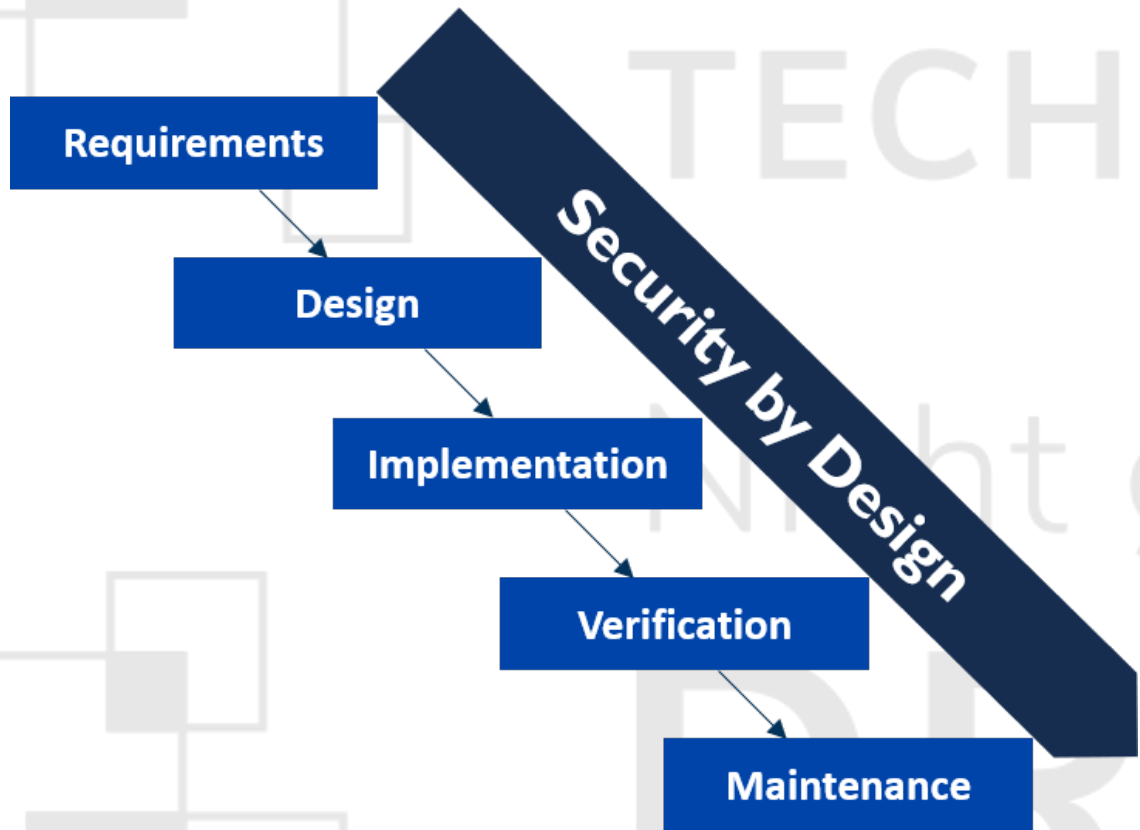 TECH
Requirements
Security by Design
Design
Implementation
Verification
Maintenance